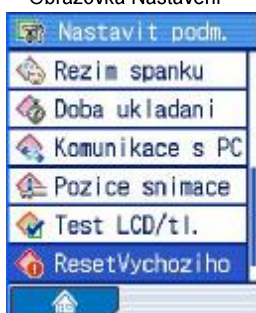 Obrazovka Nastavení
Nastavit podm.
Rezim spanku
Doba ukladani
Komunikace s PC
Pozice snimace
Test LCD/tl.
ResetVychoziho